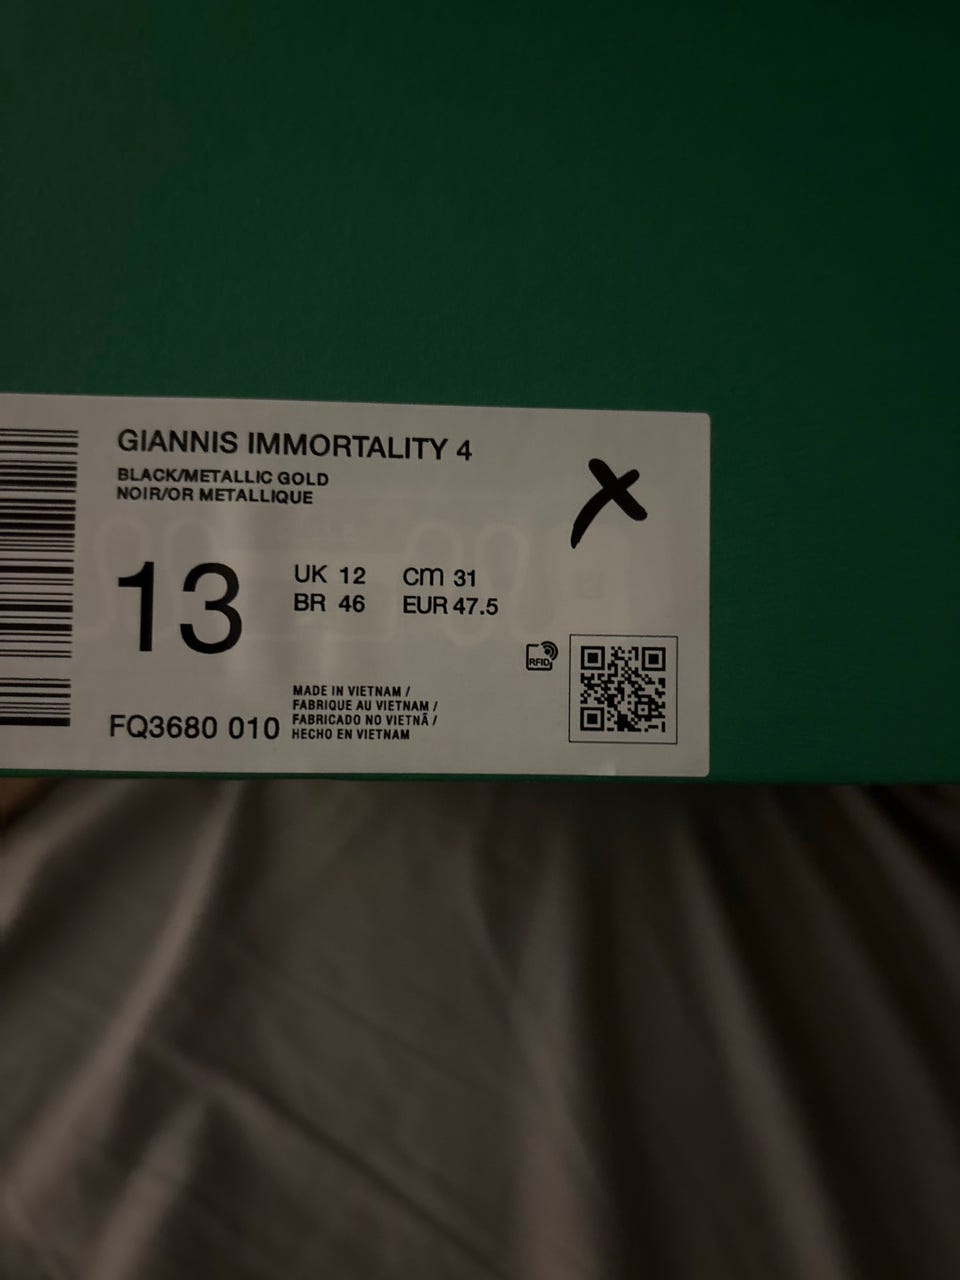 GIANNIS IMMORTALITY 4
BLACK/METALLIC GOLD
NOIR/OR METALLIQUE
13
UK 12 cm 31
BR 46 EUR 47.5
RFID
FQ3680 010
MADE IN VIETNAM /
FABRIQUE AU VIETNAM /
FABRICADO NO VIETNÃ /
HECHO EN VIETNAM